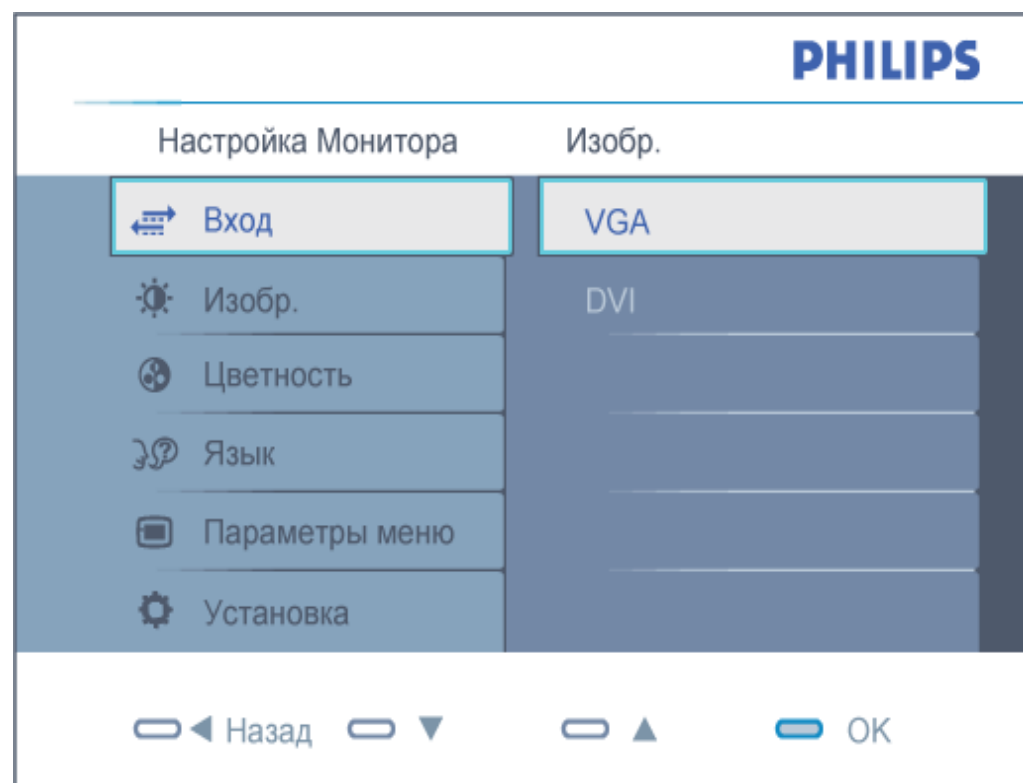 PHILIPS
Настройка Монитора Изобр.
Вход VGA
Изобр. DVI
Цветность
Язык
Параметры меню
Установка
Назад OK